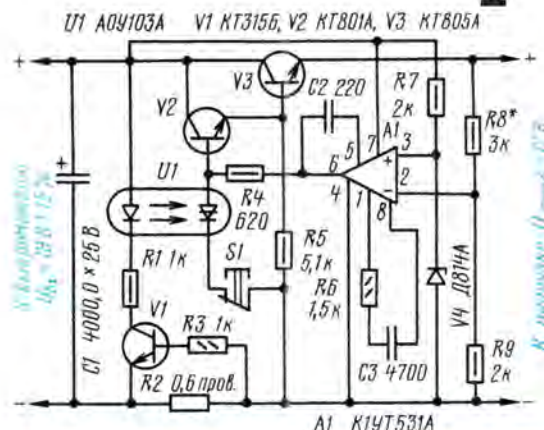 U1 АОУ103А V1 КТ315Б, V2 КТ801А, V3 КТ805А
+
+
V3
C2 220
R7
2к
V2
A1
R8*
3к
7
5
3
+
6
2
−
4
1
8
U1
R4
620
S1
R5
5,1к
R6
1,5к
V4 Д814А
+
C1 4000,0 × 25 В
R1 1к
V1
R3 1к
C3 4700
R9
2к
R2 0,6 пров.
−
−
A1 К1УТ531А